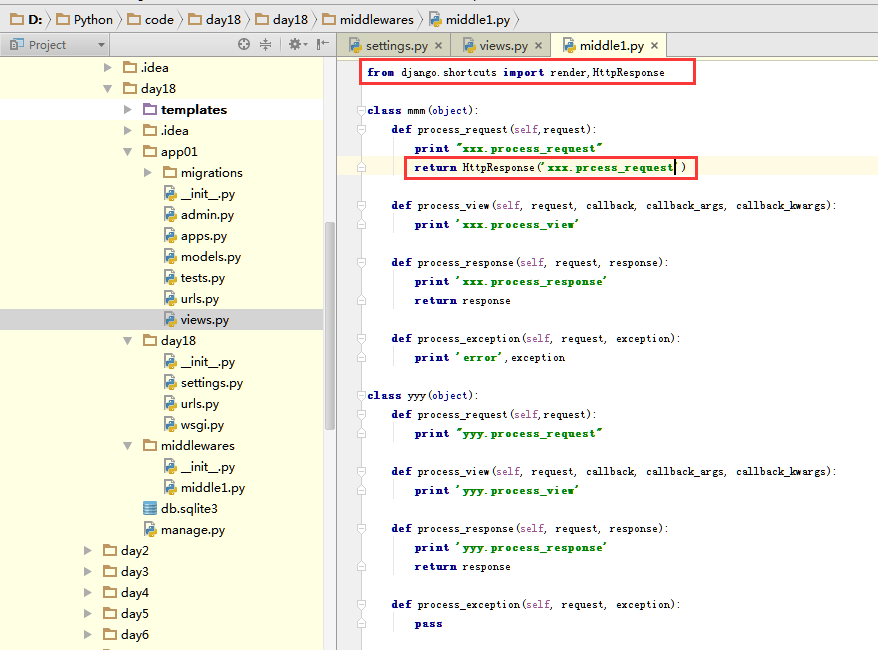 D: Python code day18 day18 middlewares middle1.py
Project
settings.py × views.py × middle1.py ×
.idea
day18
templates
.idea
app01
migrations
__init__.py
admin.py
apps.py
models.py
tests.py
urls.py
views.py
day18
__init__.py
settings.py
urls.py
wsgi.py
middlewares
__init__.py
middle1.py
db.sqlite3
manage.py
day2
day3
day4
day5
day6
from django.shortcuts import render,HttpResponse
class mmm(object):
def process_request(self,request):
print "xxx.process_request"
return HttpResponse('xxx.prcess_request')
def process_view(self, request, callback, callback_args, callback_kwargs):
print 'xxx.process_view'
def process_response(self, request, response):
print 'xxx.process_response'
return response
def process_exception(self, request, exception):
print 'error',exception
class yyy(object):
def process_request(self,request):
print "yyy.process_request"
def process_view(self, request, callback, callback_args, callback_kwargs):
print 'yyy.process_view'
def process_response(self, request, response):
print 'yyy.process_response'
return response
def process_exception(self, request, exception):
pass